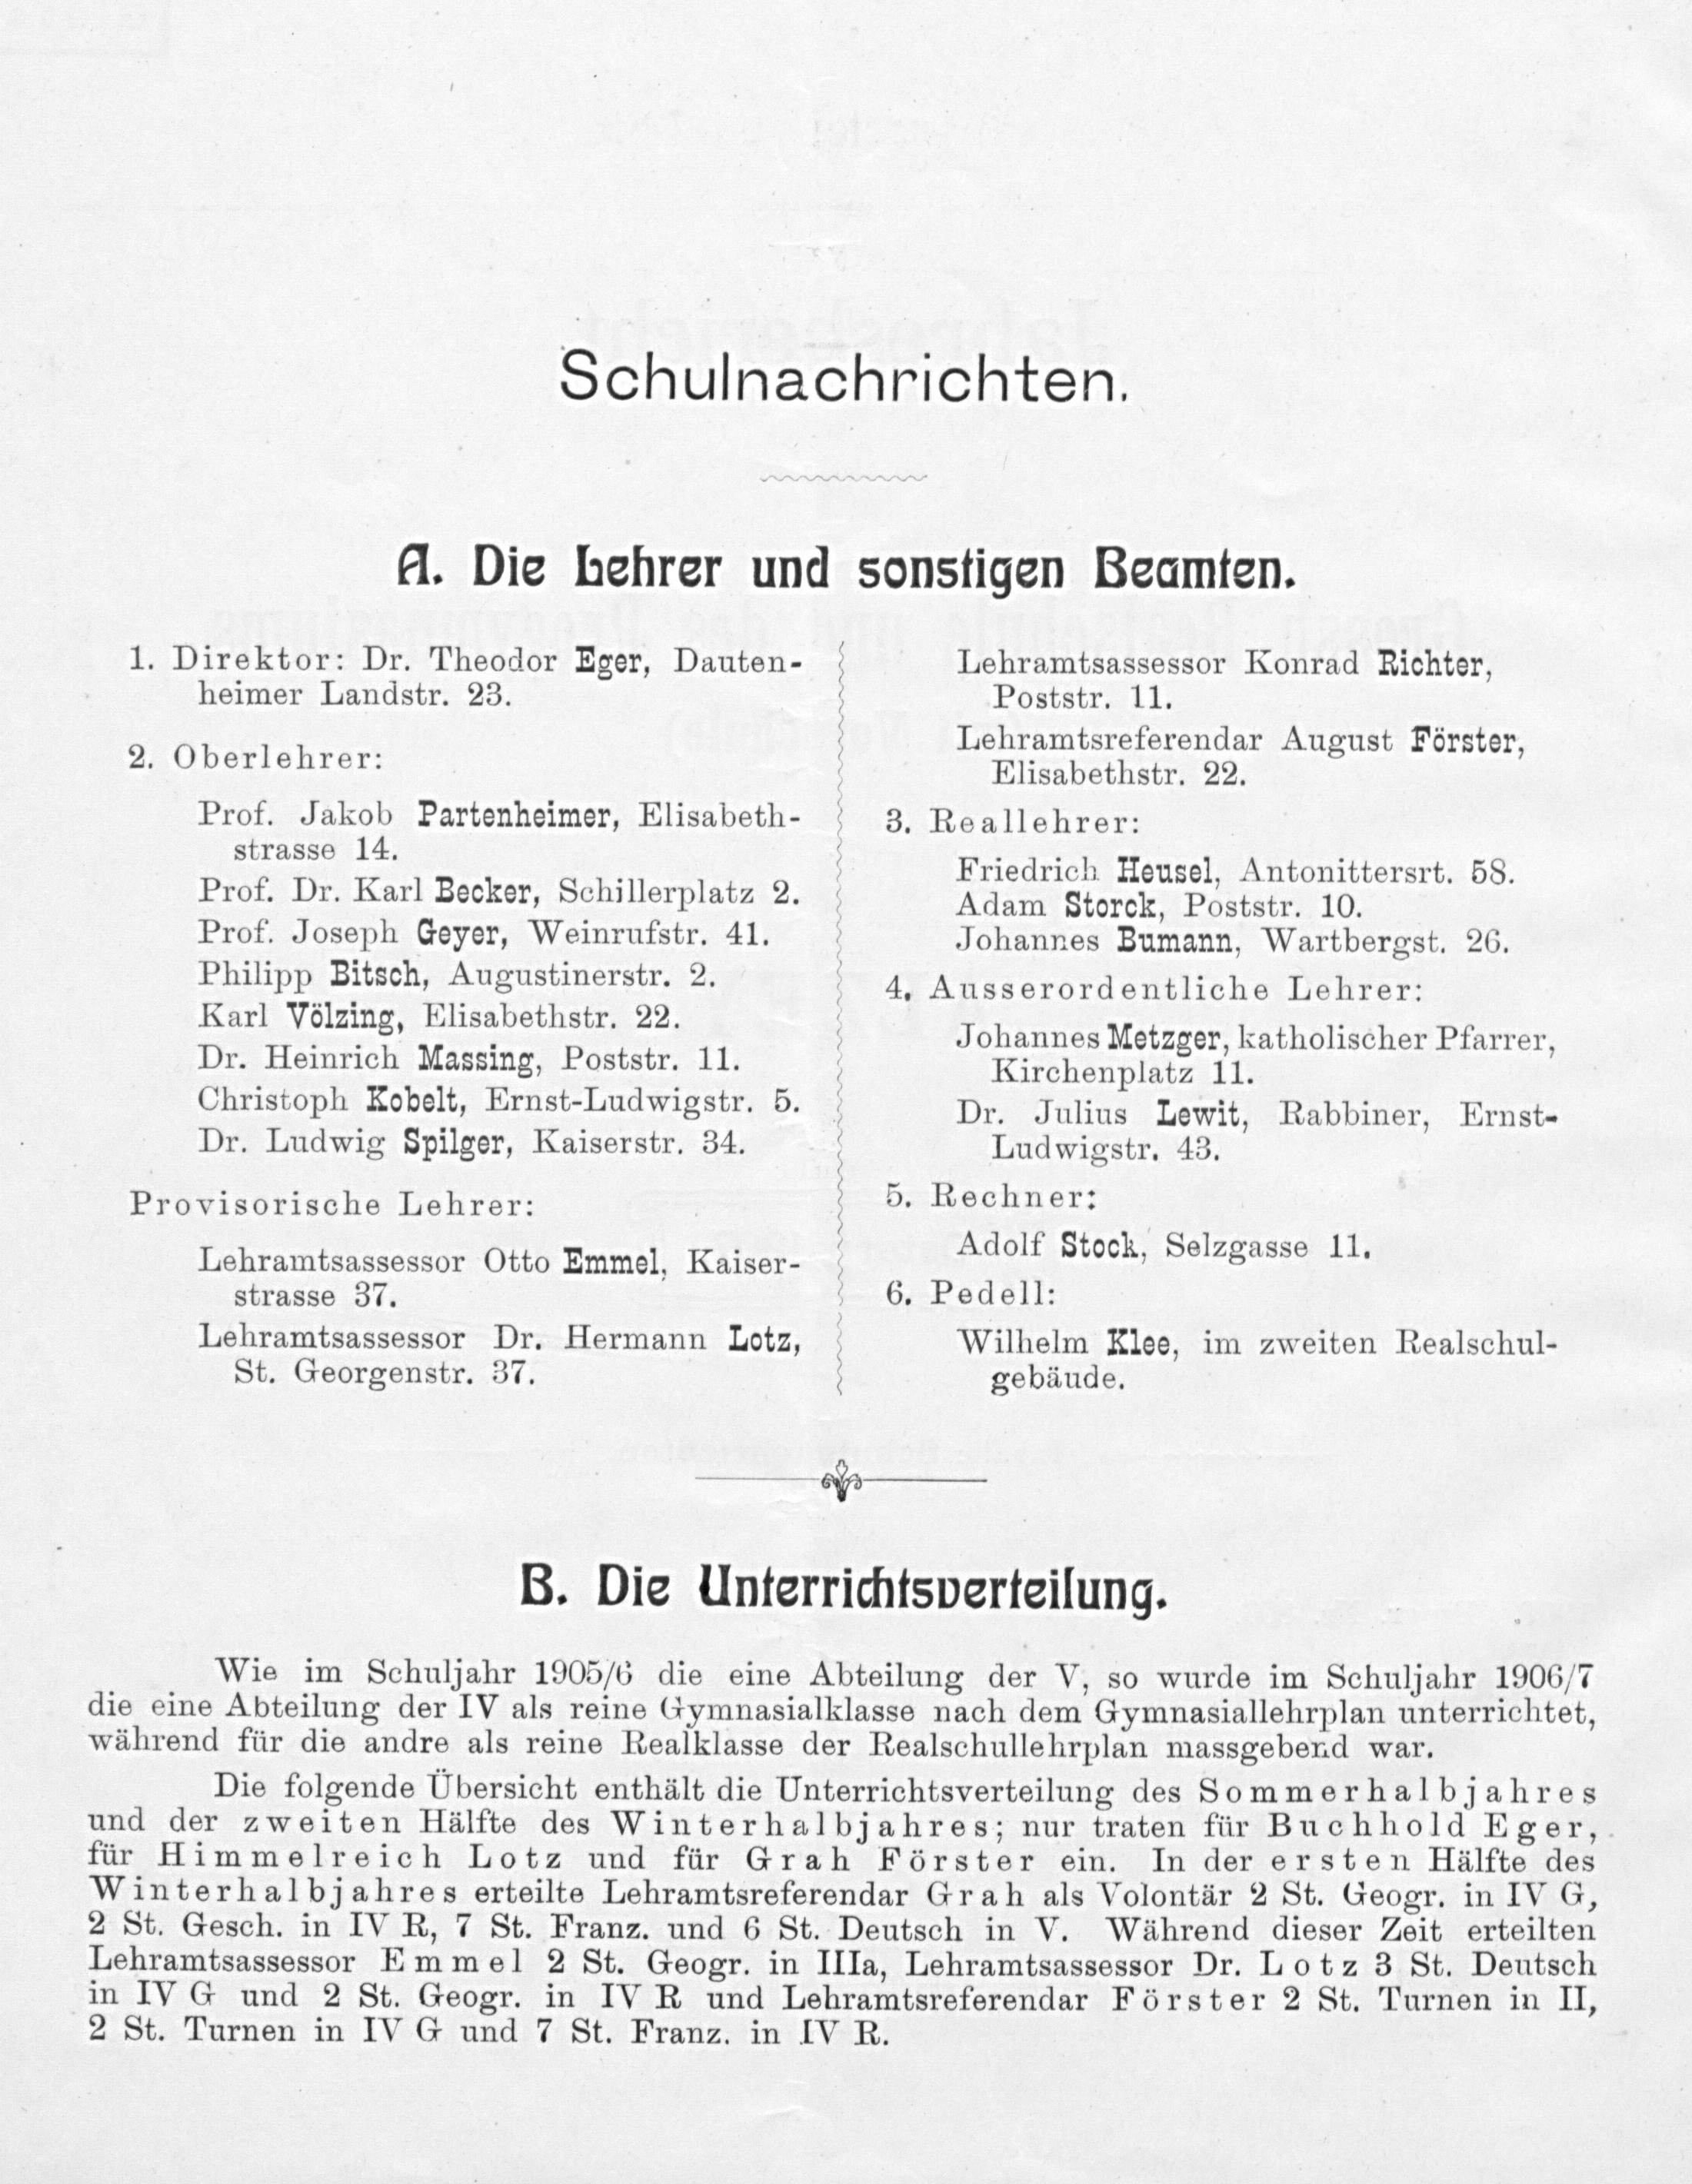 Schulnachrichten.
A. Die Lehrer und sonstigen Beamten.
1. Direktor: Dr. Theodor Eger, Dauten-
heimer Landstr. 23.
2. Oberlehrer:
Prof. Jakob Partenheimer, Elisabeth-
strasse 14.
Prof. Dr. Karl Becker, Schillerplatz 2.
Prof. Joseph Geyer, Weinrufstr. 41.
Philipp Bitsch, Augustinerstr. 2.
Karl Völzing, Elisabethstr. 22.
Dr. Heinrich Massing, Poststr. 11.
Christoph Kobelt, Ernst-Ludwigstr. 5.
Dr. Ludwig Spilger, Kaiserstr. 34.
Provisorische Lehrer:
Lehramtsassessor Otto Emmel, Kaiser-
strasse 37.
Lehramtsassessor Dr. Hermann Lotz,
St. Georgenstr. 37.
Lehramtsassessor Konrad Richter,
Poststr. 11.
Lehramtsreferendar August Förster,
Elisabethstr. 22.
3. Reallehrer:
Friedrich Heusel, Antonittersrt. 58.
Adam Storck, Poststr. 10.
Johannes Bumann, Wartbergst. 26.
4. Ausserordentliche Lehrer:
Johannes Metzger, katholischer Pfarrer,
Kirchenplatz 11.
Dr. Julius Lewit, Rabbiner, Ernst-
Ludwigstr. 43.
5. Rechner:
Adolf Stock, Selzgasse 11.
6. Pedell:
Wilhelm Klee, im zweiten Realschul-
gebäude.
B. Die Unterrichtsverteilung.
Wie im Schuljahr 1905/6 die eine Abteilung der V, so wurde im Schuljahr 1906/7
die eine Abteilung der IV als reine Gymnasialklasse nach dem Gymnasiallehrplan unterrichtet,
während für die andre als reine Realklasse der Realschullehrplan massgebend war.
Die folgende Übersicht enthält die Unterrichtsverteilung des Sommerhalbjahres
und der zweiten Hälfte des Winterhalbjahres; nur traten für Buchhold Eger,
für Himmelreich Lotz und für Grah Förster ein. In der ersten Hälfte des
Winterhalbjahres erteilte Lehramtsreferendar Grah als Volontär 2 St. Geogr. in IV G,
2 St. Gesch. in IV R, 7 St. Franz. und 6 St. Deutsch in V. Während dieser Zeit erteilten
Lehramtsassessor Emmel 2 St. Geogr. in IIIa, Lehramtsassessor Dr. Lotz 3 St. Deutsch
in IV G und 2 St. Geogr. in IV R und Lehramtsreferendar Förster 2 St. Turnen in II,
2 St. Turnen in IV G und 7 St. Franz. in IV R.